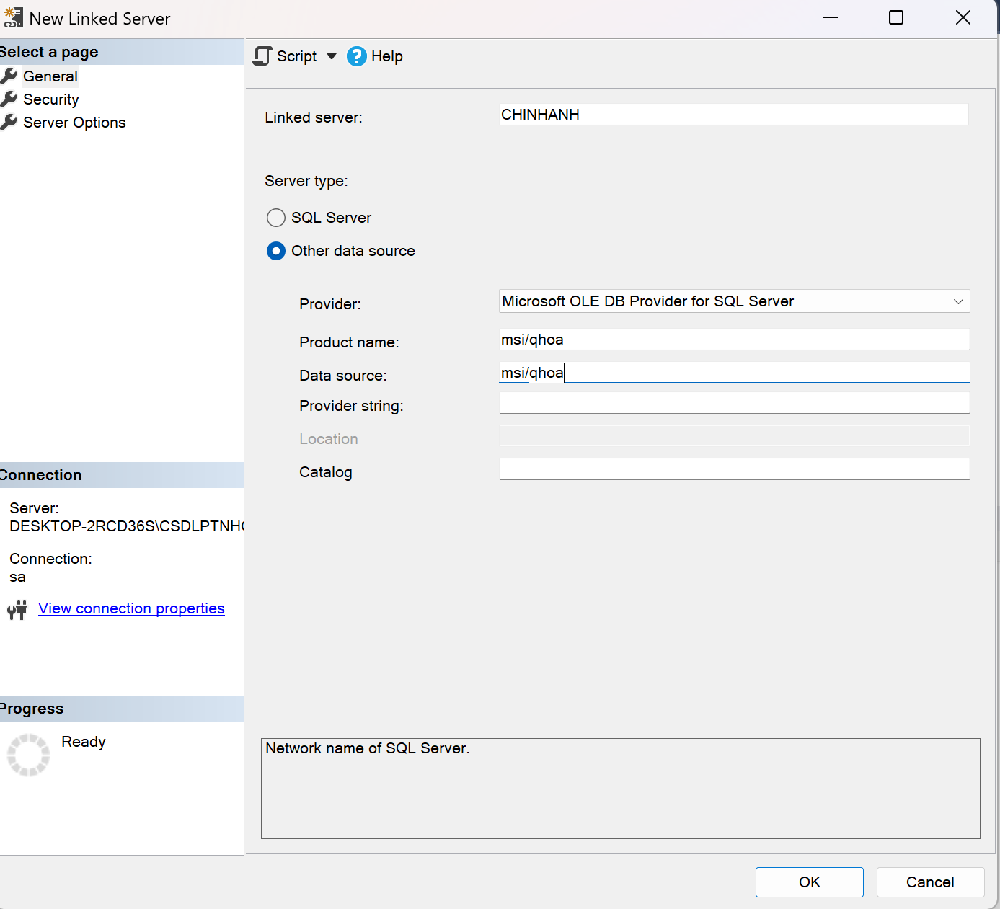 New Linked Server
Select a page
General
Security
Server Options
Script
Help
Linked server:
CHINHANH
Server type:
SQL Server
Other data source
Provider:
Microsoft OLE DB Provider for SQL Server
Product name:
msi/qhoa
Data source:
msi/qhoa
Provider string:
Location
Catalog
Connection
Server:
DESKTOP-2RCD36S\CSDLPTNH
Connection:
sa
View connection properties
Progress
Ready
Network name of SQL Server.
OK
Cancel